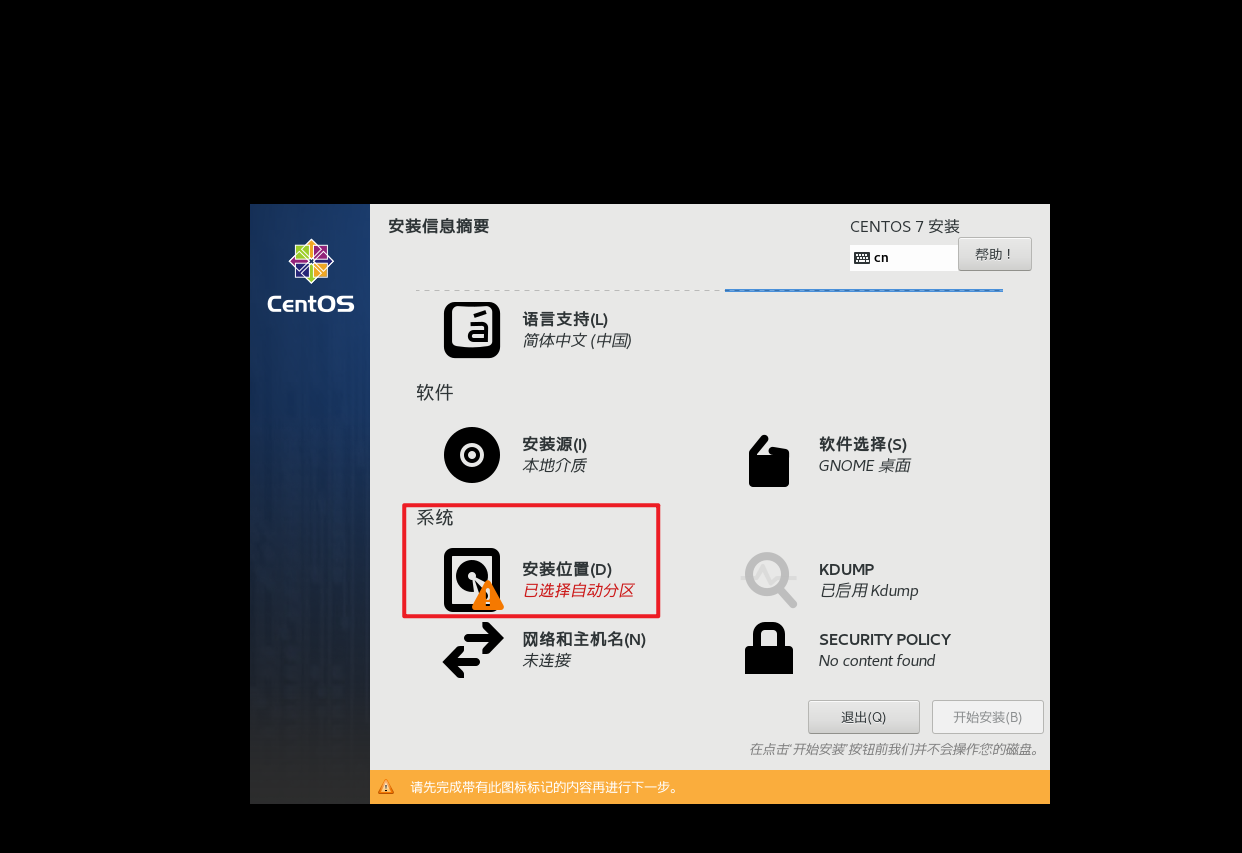 安装信息摘要
CENTOS 7 安装
cn
帮助！
CentOS
语言支持(L)
简体中文 (中国)
软件
安装源(I)
本地介质
软件选择(S)
GNOME 桌面
系统
安装位置(D)
已选择自动分区
KDUMP
已启用 Kdump
网络和主机名(N)
未连接
SECURITY POLICY
No content found
退出(Q)
开始安装(B)
在点击‘开始安装’按钮前我们并不会操作您的磁盘。
请先完成带有此图标标记的内容再进行下一步。